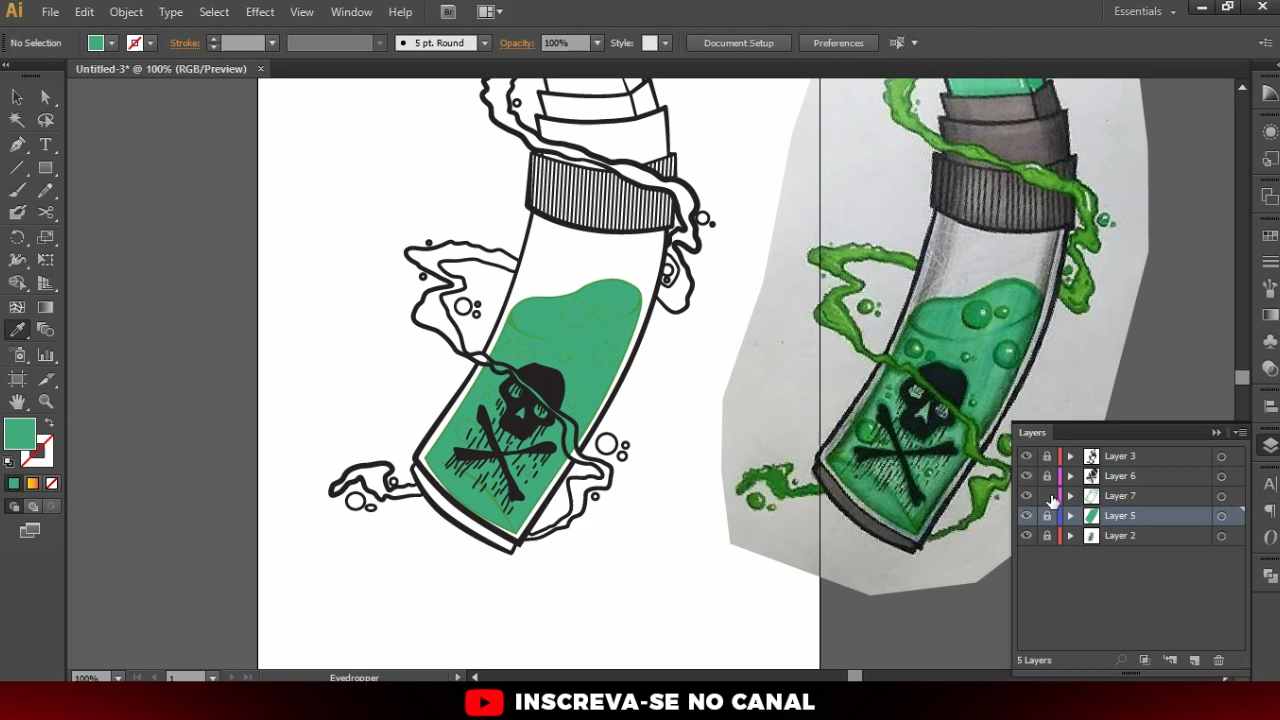 Ai File Edit Object Type Select Effect View Window Help Br Essentials
No Selection Stroke: 5 pt. Round Opacity: 100% Style: Document Setup Preferences
Untitled-3* @ 100% (RGB/Preview)
Layers
Layer 3
Layer 6
Layer 7
Layer 5
Layer 2
5 Layers
100% 1 Eyedropper
INSCREVA-SE NO CANAL